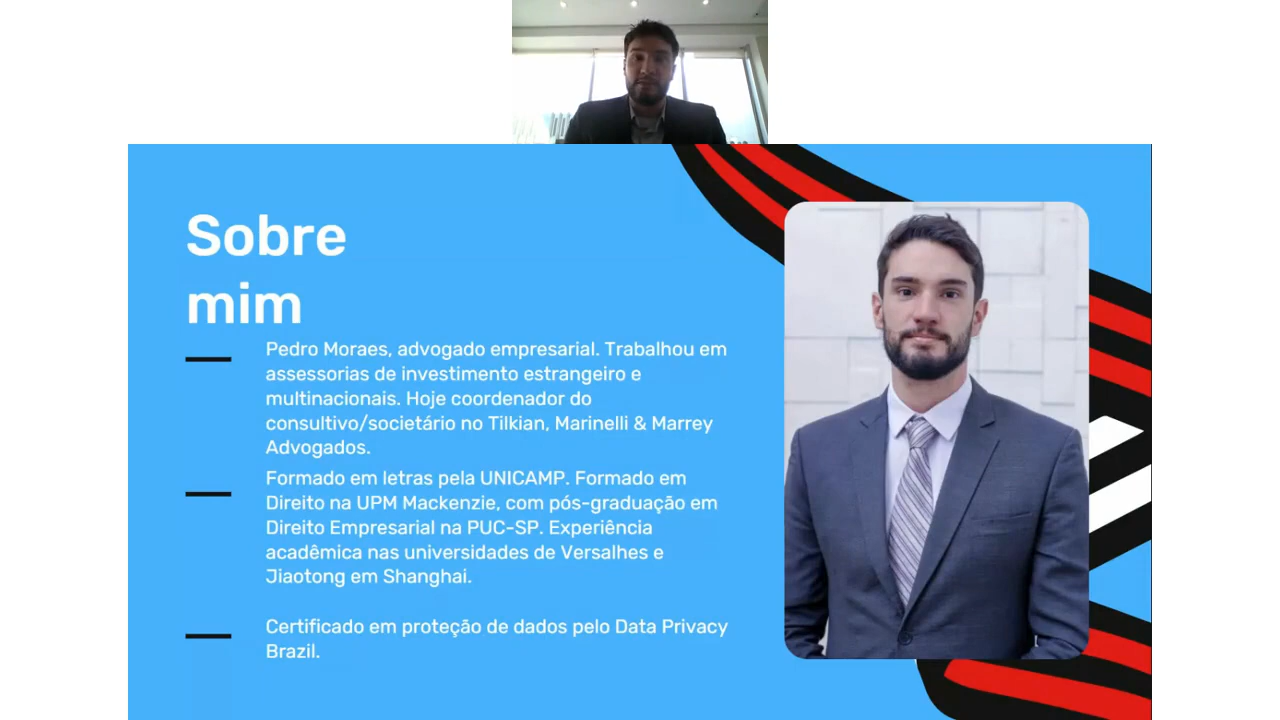 Sobre
mim
Pedro Moraes, advogado empresarial. Trabalhou em
assessorias de investimento estrangeiro e
multinacionais. Hoje coordenador do
consultivo/societário no Tilkian, Marinelli & Marrey
Advogados.
Formado em letras pela UNICAMP. Formado em
Direito na UPM Mackenzie, com pós-graduação em
Direito Empresarial na PUC-SP. Experiência
acadêmica nas universidades de Versalhes e
Jiaotong em Shanghai.
Certificado em proteção de dados pelo Data Privacy
Brazil.